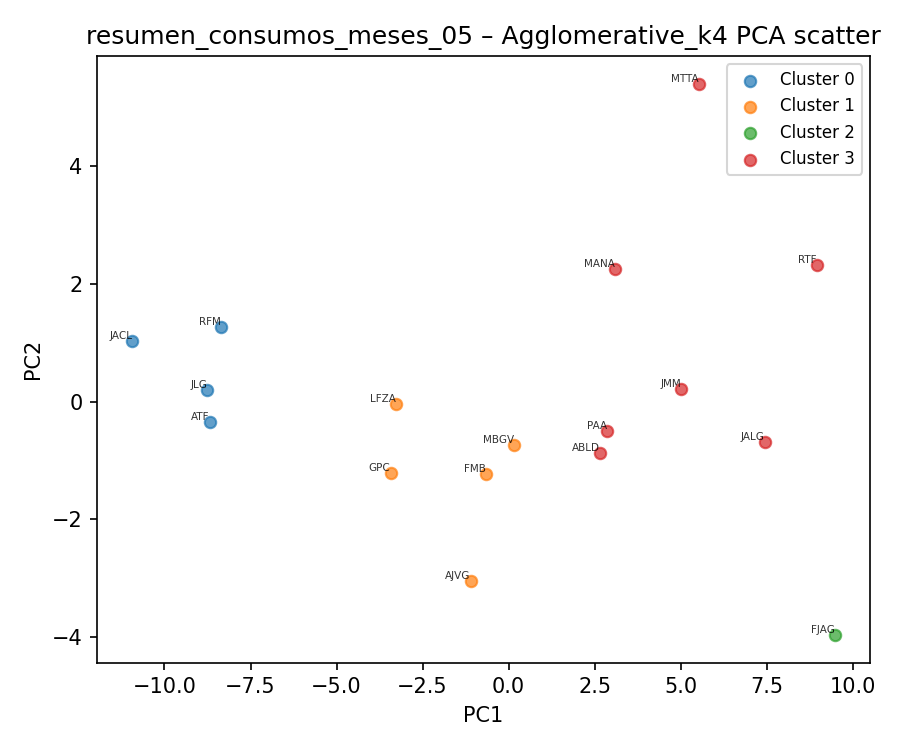 resumen_consumos_meses_05 – Agglomerative_k4 PCA scatter
Cluster 0
Cluster 1
Cluster 2
Cluster 3
MTTA
MANA
RTF
RFM
JACL
JLG
ATF
LFZA
JMM
PAA
MBGV
ABLD
JALG
GPC
FMB
AJVG
FJAG
4
2
0
−2
−4
PC2
−10.0
−7.5
−5.0
−2.5
0.0
2.5
5.0
7.5
10.0
PC1